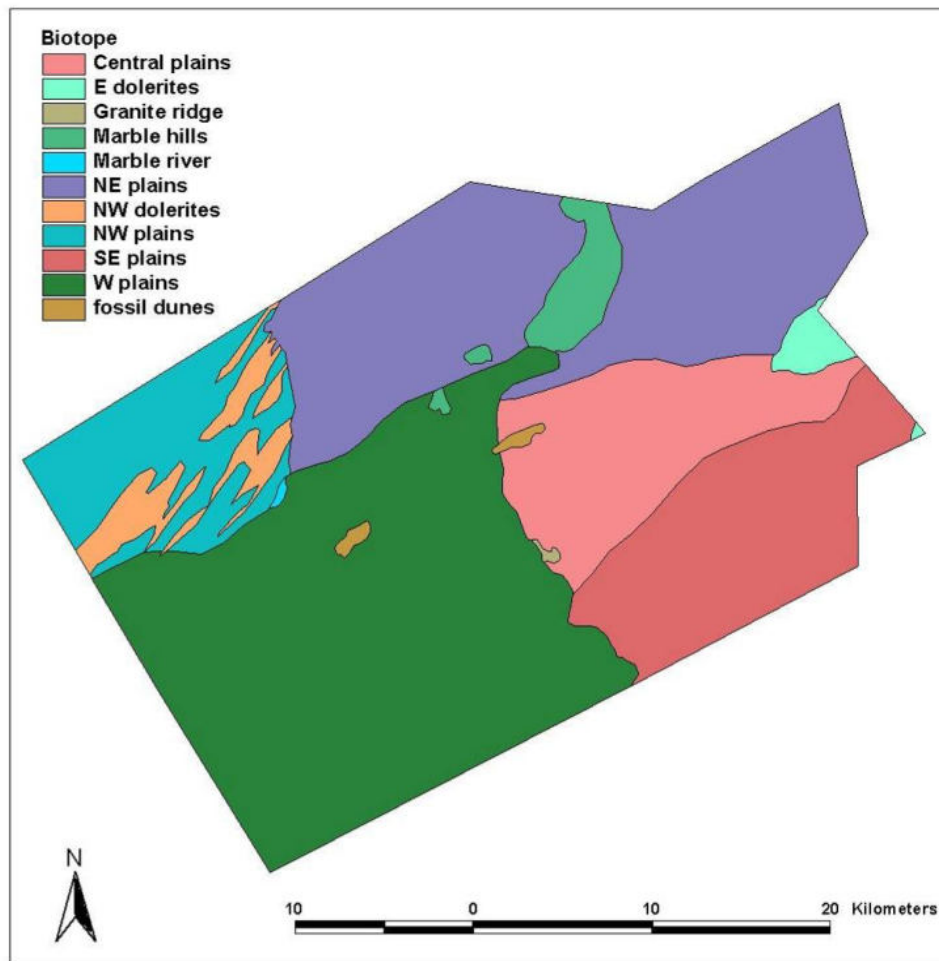 Biotope
Central plains
E dolerites
Granite ridge
Marble hills
Marble river
NE plains
NW dolerites
NW plains
SE plains
W plains
fossil dunes
N
10 0 10 20 Kilometers